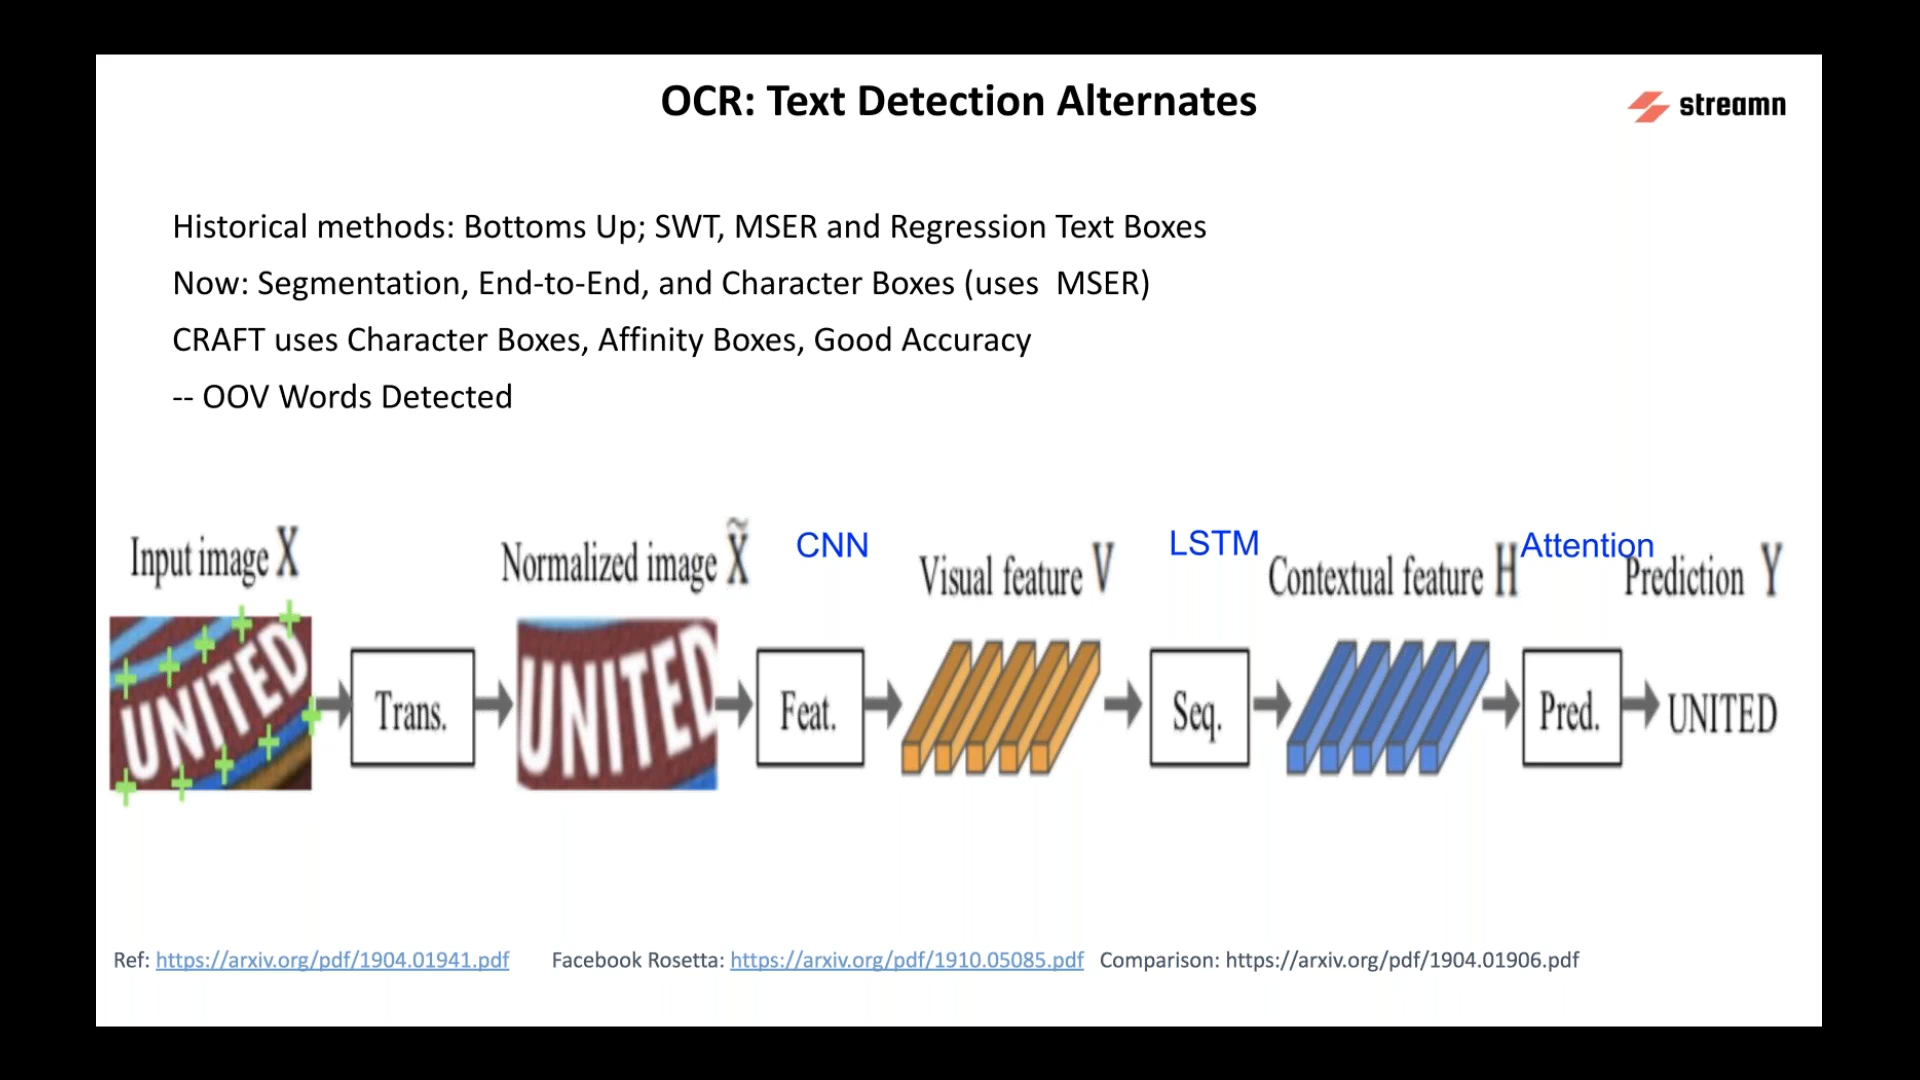 OCR: Text Detection Alternates
streamn
Historical methods: Bottoms Up; SWT, MSER and Regression Text Boxes
Now: Segmentation, End-to-End, and Character Boxes (uses  MSER)
CRAFT uses Character Boxes, Affinity Boxes, Good Accuracy
-- OOV Words Detected
Input image X
Normalized image X̃
CNN
Visual feature V
LSTM
Contextual feature H
Attention
Prediction Y
UNITED
Trans.
UNITED
Feat.
Seq.
Pred.
UNITED
Ref: https://arxiv.org/pdf/1904.01941.pdf
Facebook Rosetta: https://arxiv.org/pdf/1910.05085.pdf
Comparison: https://arxiv.org/pdf/1904.01906.pdf